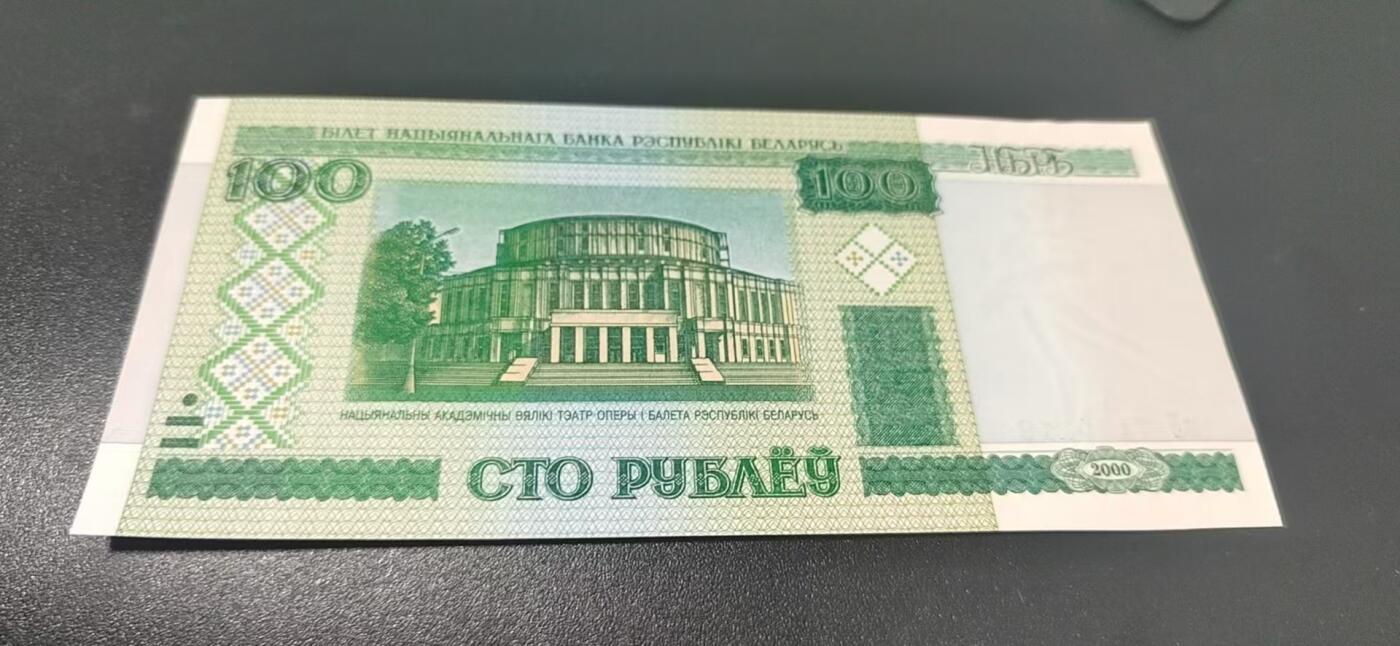 БІЛЕТ НАЦЫЯНАЛЬНАГА БАНКА РЭСПУБЛІКІ БЕЛАРУСЬ
НБРБ
100
100
НАЦЫЯНАЛЬНЫ АКАДЭМІЧНЫ ВЯЛІКІ ТЭАТР ОПЕРЫ І БАЛЕТА РЭСПУБЛІКІ БЕЛАРУСЬ
СТО РУБЛЁЎ
2000